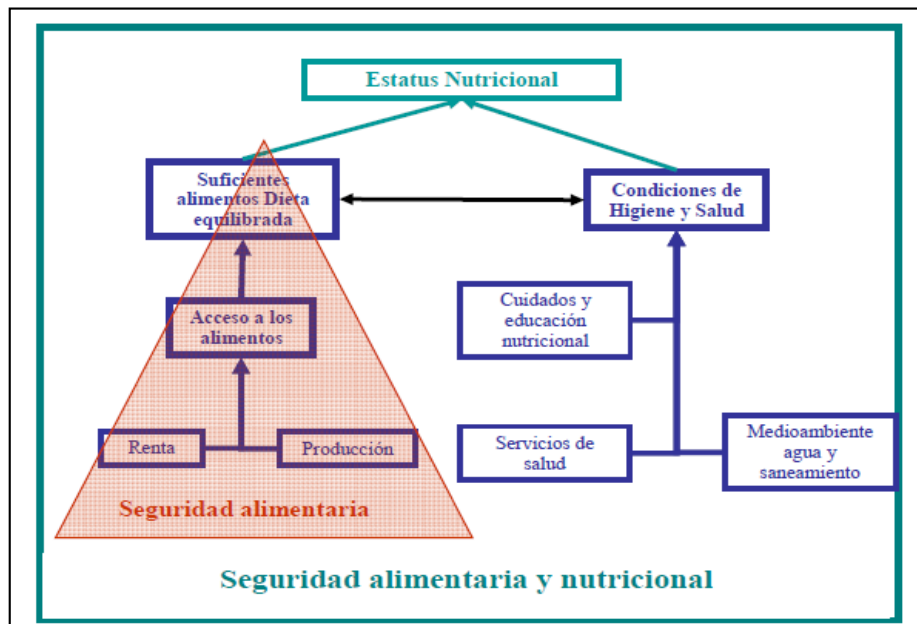 Estatus Nutricional
Suficientes
alimentos Dieta
equilibrada
Condiciones de
Higiene y Salud
Acceso a los
alimentos
Cuidados y
educación
nutricional
Renta
Producción
Servicios de
salud
Medioambiente
agua y
saneamiento
Seguridad alimentaria
Seguridad alimentaria y nutricional